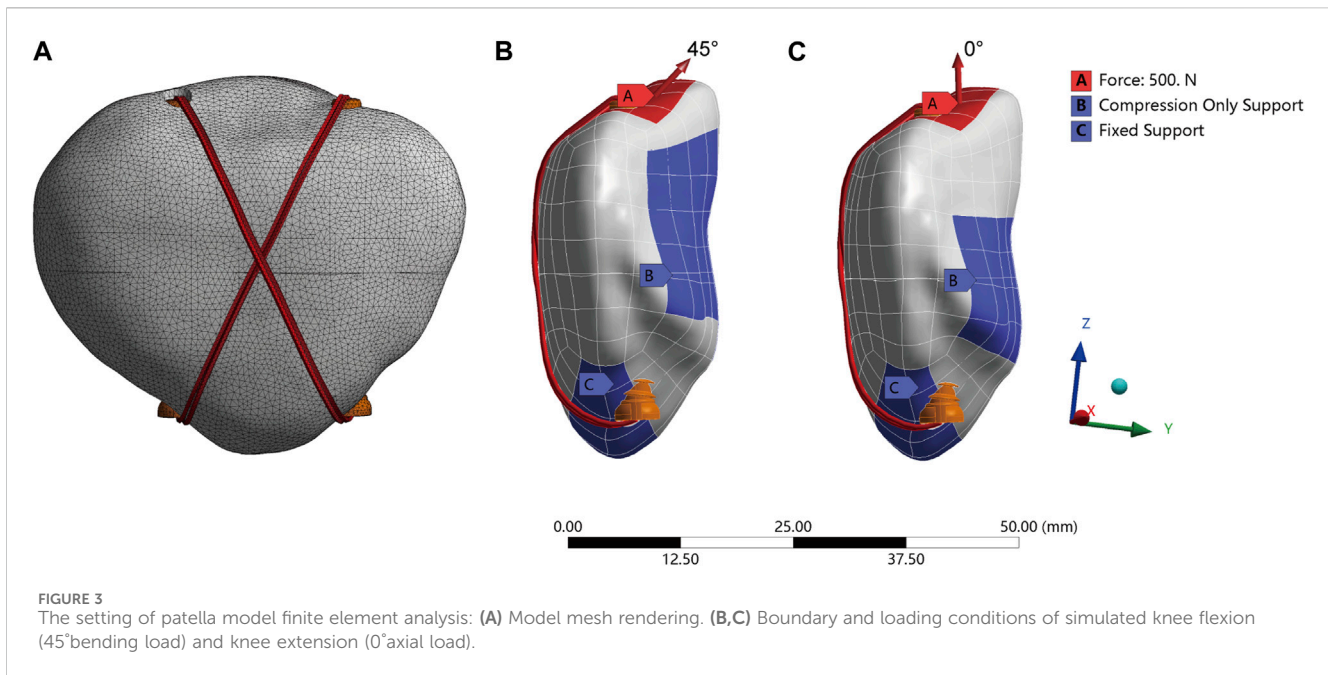 A
B
45°
A
B
C
C
0°
A
B
C
A Force: 500. N
B Compression Only Support
C Fixed Support
Z
X
Y
0.00 25.00 50.00 (mm)
12.50 37.50
FIGURE 3
The setting of patella model finite element analysis: (A) Model mesh rendering. (B,C) Boundary and loading conditions of simulated knee flexion
(45°bending load) and knee extension (0°axial load).